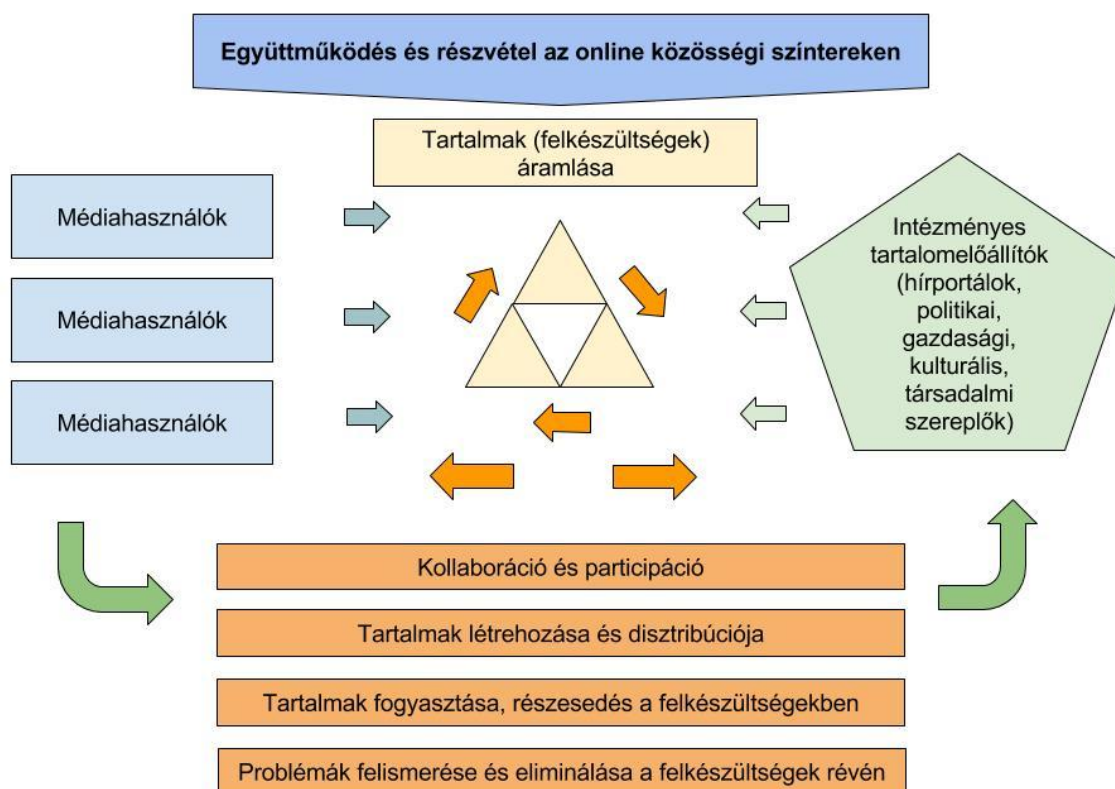 Együttműködés és részvétel az online közösségi színtereken
Tartalmak (felkészültségek)
áramlása
Médiahasználók
Médiahasználók
Médiahasználók
Intézményes
tartalomelőállítók
(hírportálok,
politikai,
gazdasági,
kulturális,
társadalmi
szereplők)
Kollaboráció és participáció
Tartalmak létrehozása és disztribúciója
Tartalmak fogyasztása, részesedés a felkészültségekben
Problémák felismerése és eliminálása a felkészültségek révén